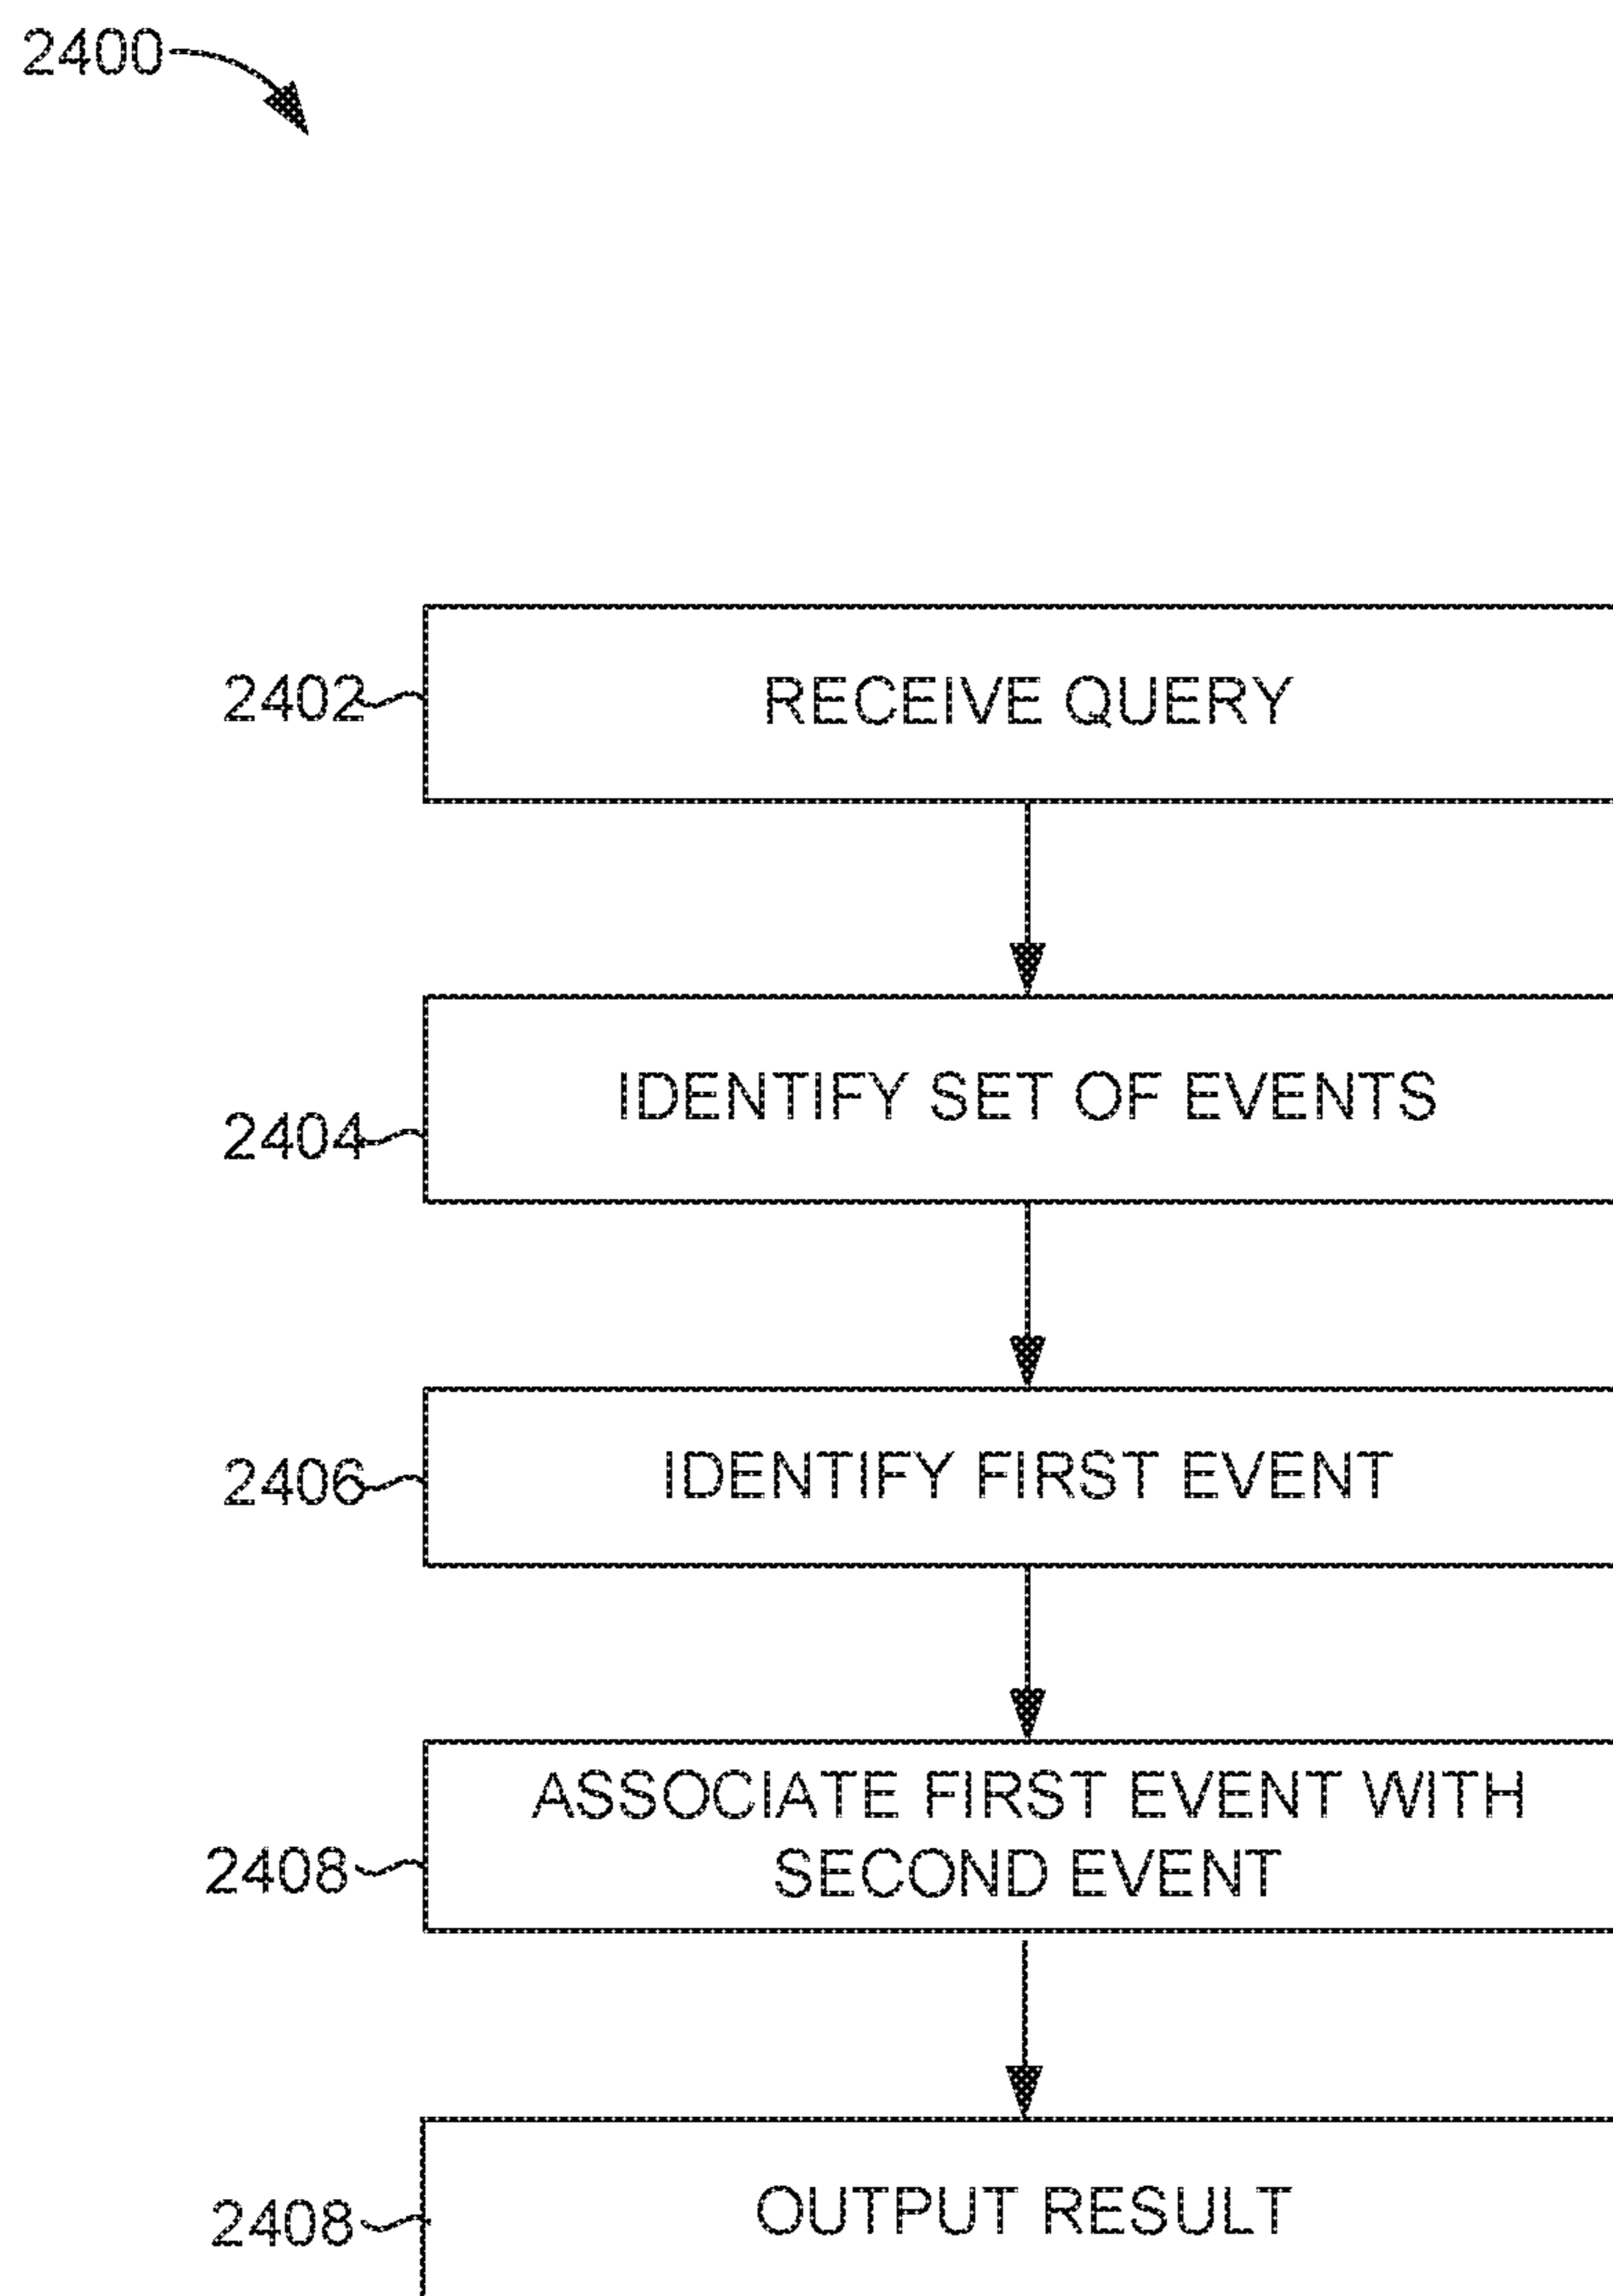 2400
2402 RECEIVE QUERY
2404 IDENTIFY SET OF EVENTS
2406 IDENTIFY FIRST EVENT
ASSOCIATE FIRST EVENT WITH
2408 SECOND EVENT
2408 OUTPUT RESULT